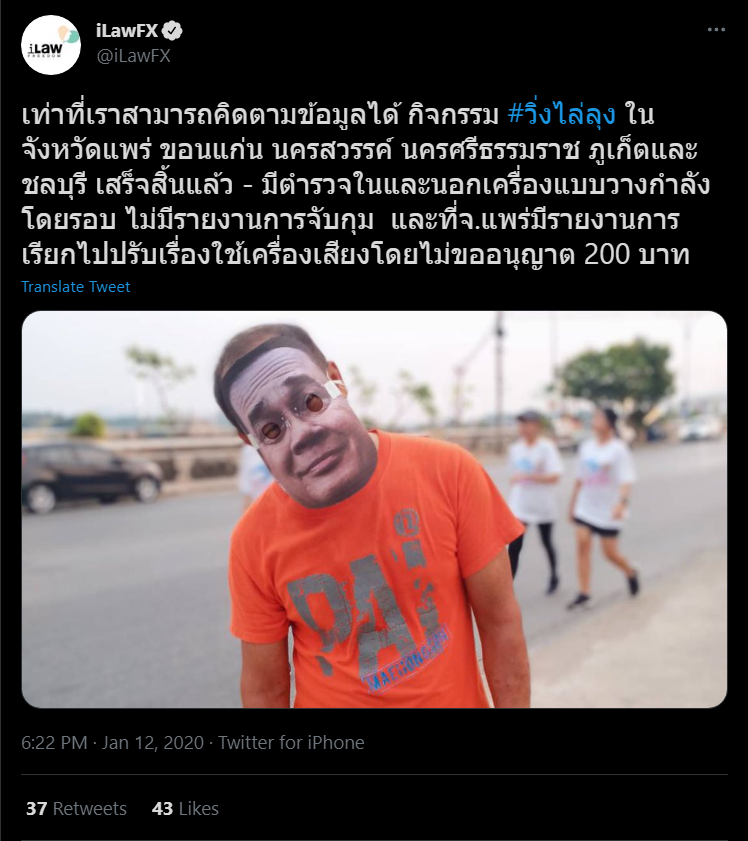 iLawFX
@iLawFX
iLaw
FREEDOM
เท่าที่เราสามารถคิดตามข้อมูลได้ กิจกรรม #วิ่งไล่ลุง ใน
จังหวัดแพร่ ขอนแก่น นครสวรรค์ นครศรีธรรมราช ภูเก็ตและ
ชลบุรี เสร็จสิ้นแล้ว - มีตำรวจในและนอกเครื่องแบบวางกำลัง
โดยรอบ ไม่มีรายงานการจับกุม และที่จ.แพร่มีรายงานการ
เรียกไปปรับเรื่องใช้เครื่องเสียงโดยไม่ขออนุญาต 200 บาท
Translate Tweet
PAi
6:22 PM · Jan 12, 2020 · Twitter for iPhone
37 Retweets 43 Likes